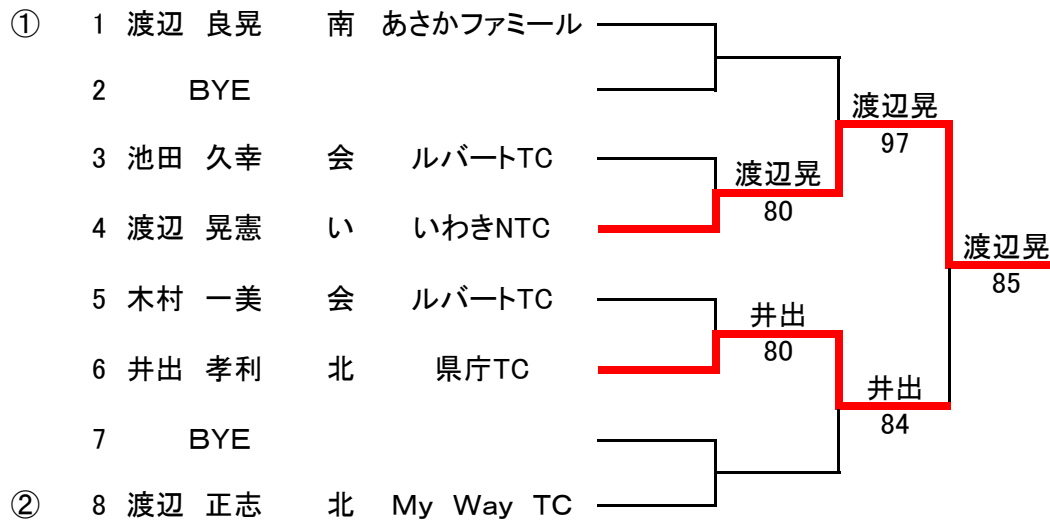 ① 1 渡辺 良晃 南 あさかファミール
2 BYE
渡辺晃
97
3 池田 久幸 会 ルバートTC
渡辺晃
80
4 渡辺 晃憲 い いわきNTC
渡辺晃
85
5 木村 一美 会 ルバートTC
井出
80
6 井出 孝利 北 県庁TC
井出
84
7 BYE
② 8 渡辺 正志 北 My Way TC